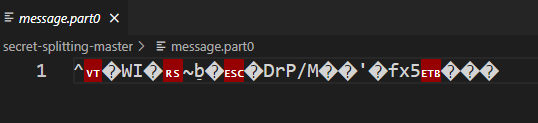 message.part0
secret-splitting-master > message.part0
1 ^VT�WI�RS~b̤�ESC�DrP/M��'�fx5ETB���